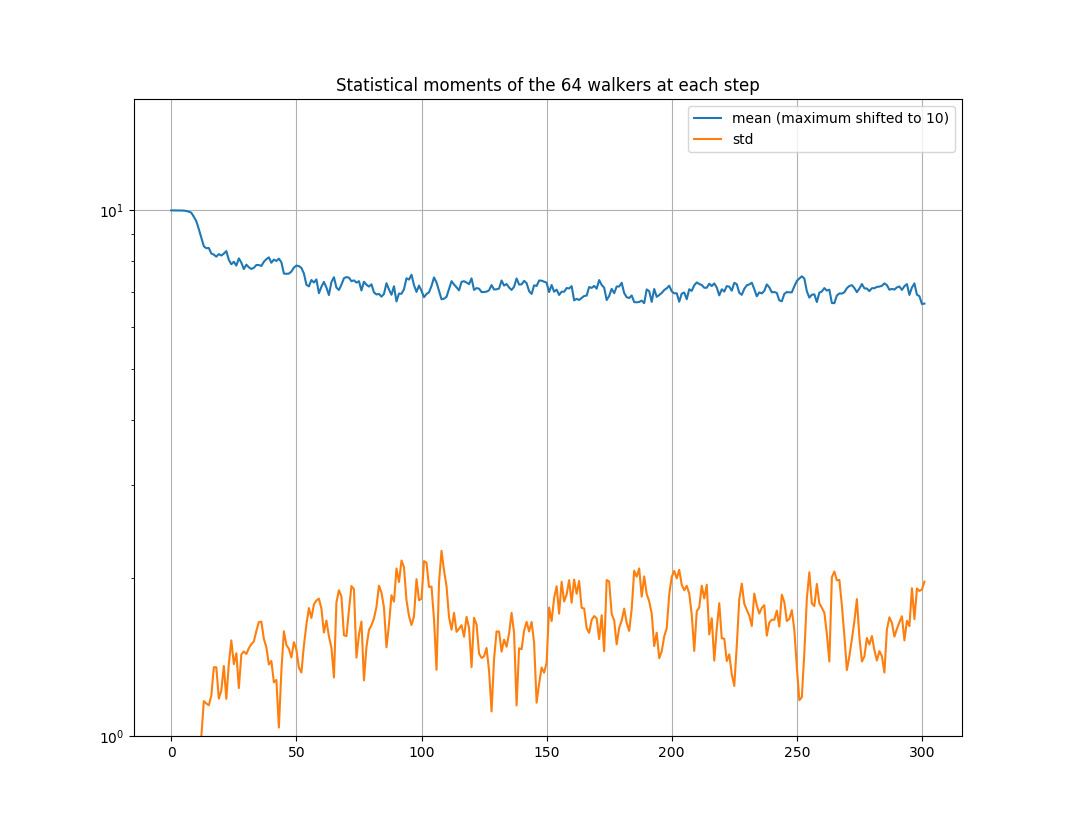 Statistical moments of the 64 walkers at each step
mean (maximum shifted to 10)
std
10¹
10⁰
0 50 100 150 200 250 300